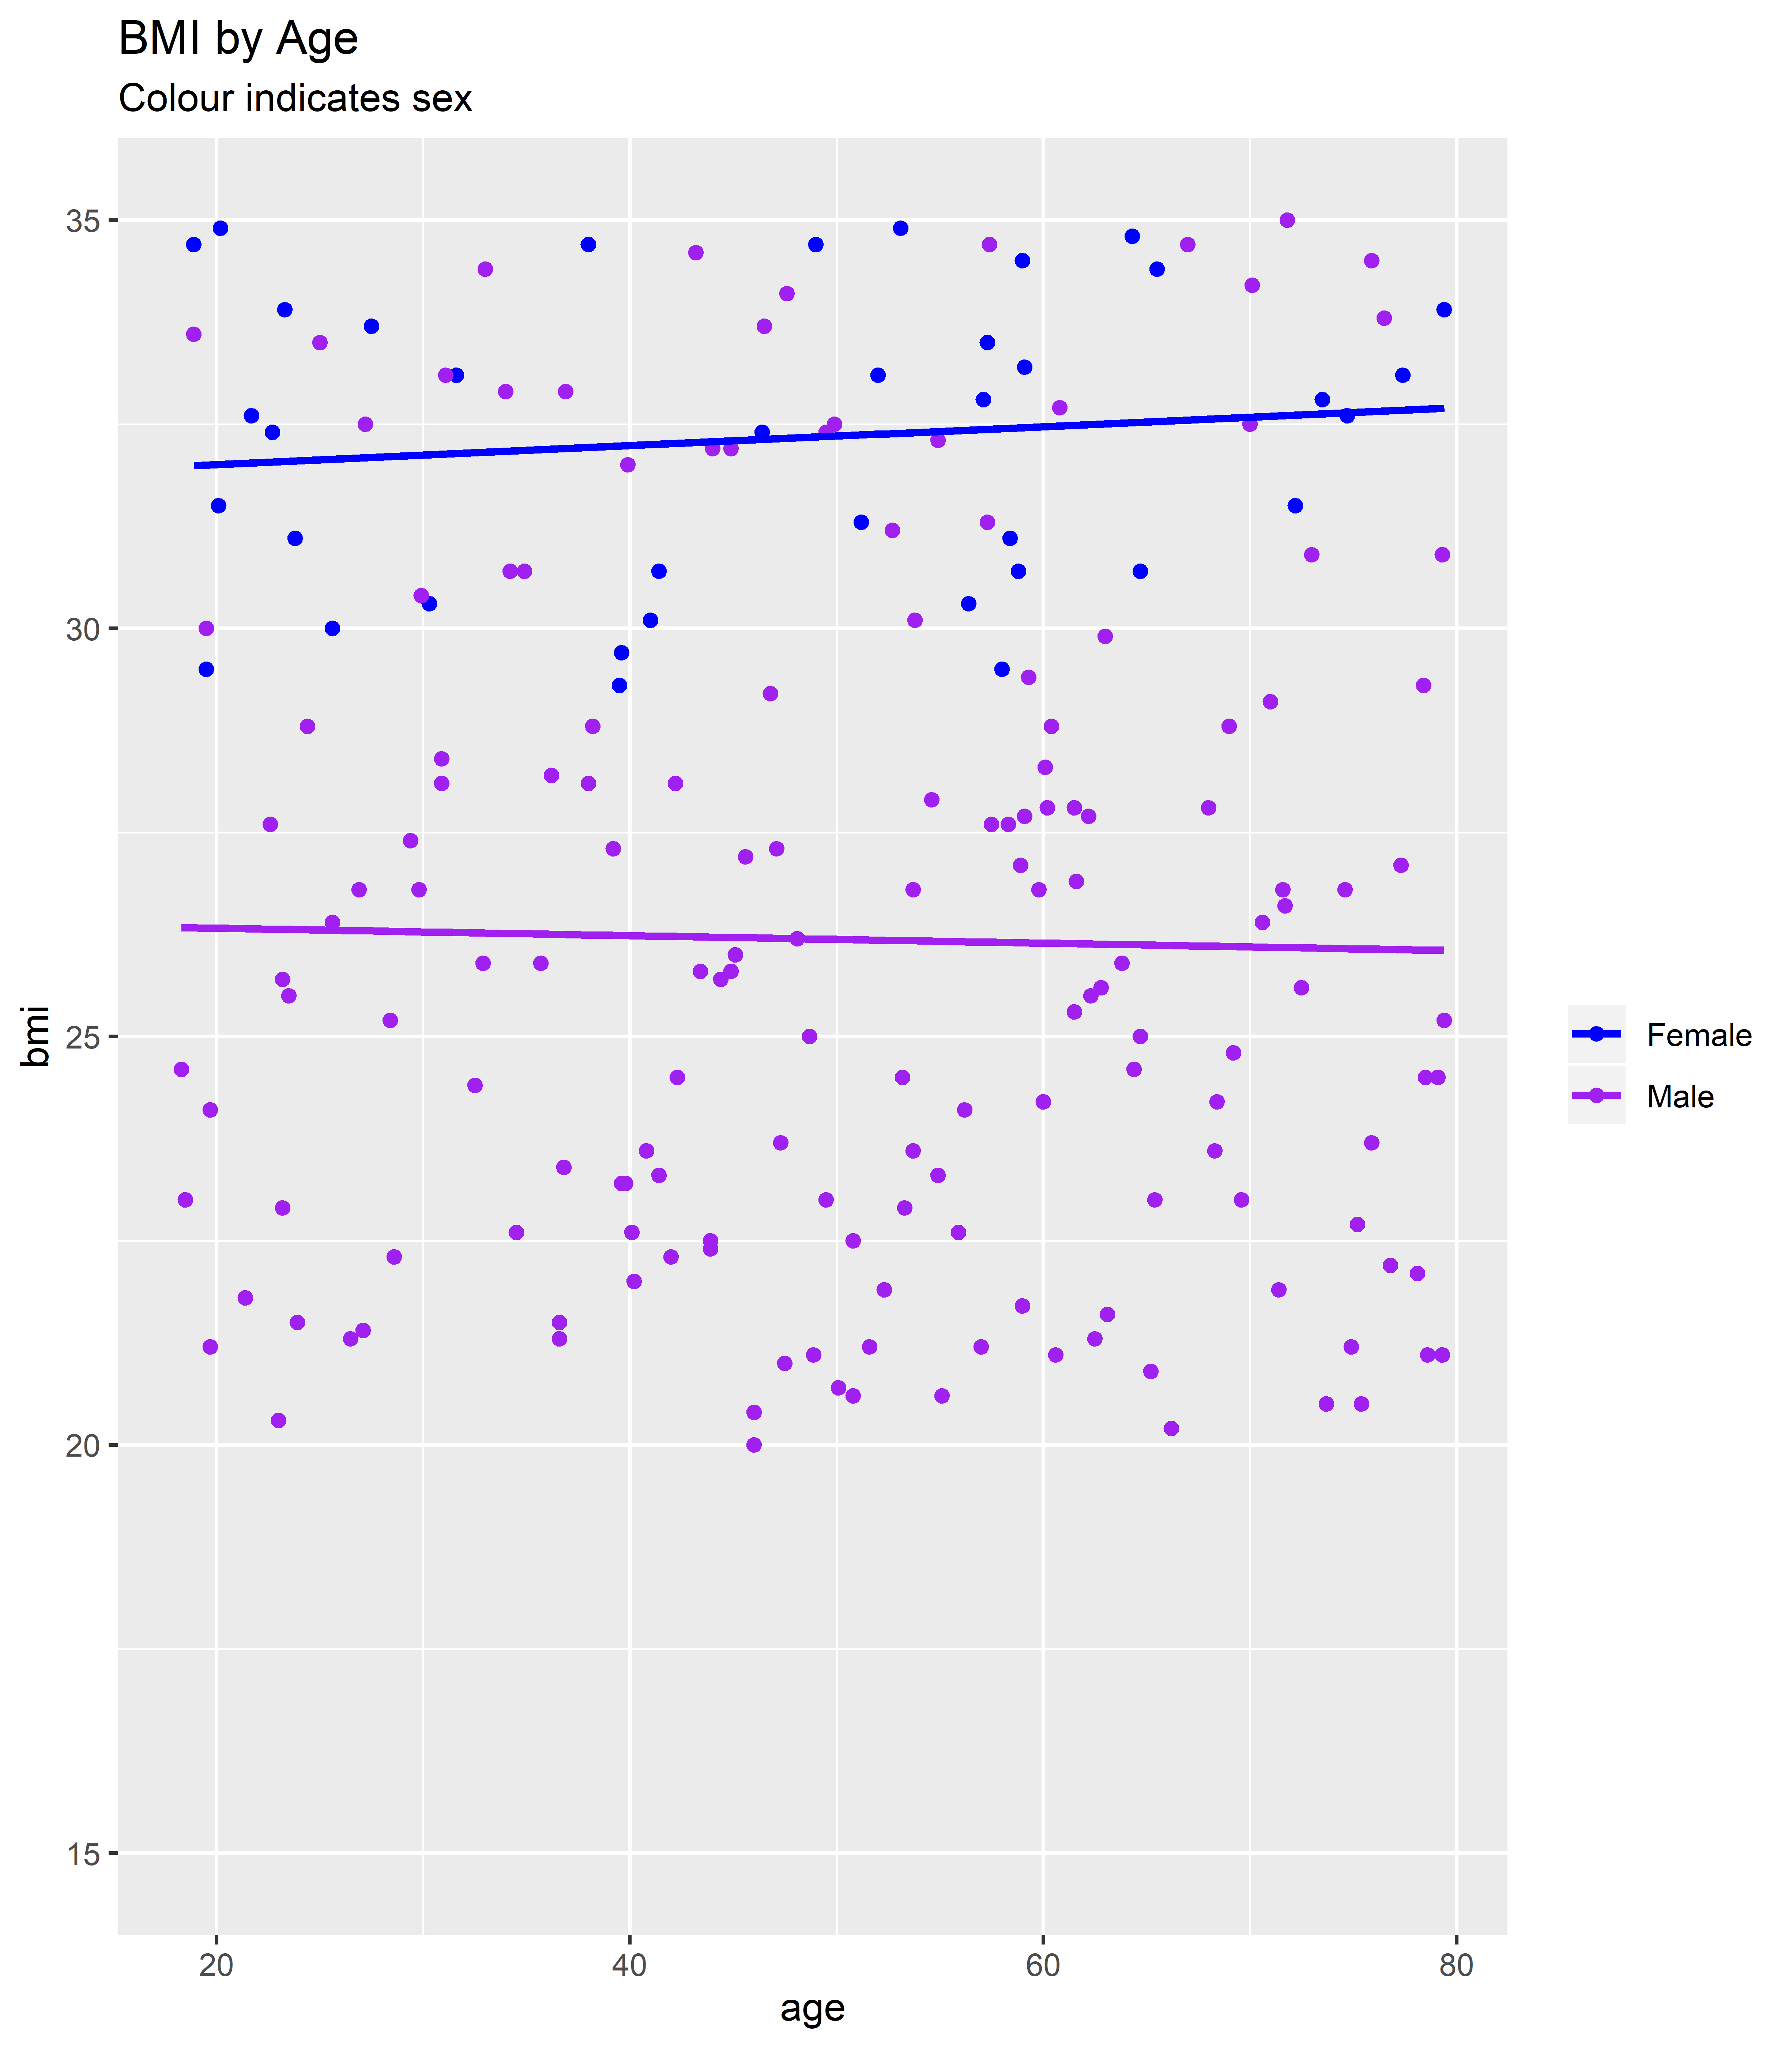 BMI by Age
Colour indicates sex
35
30
25
20
15
bmi
20 40 60 80
age
Female
Male